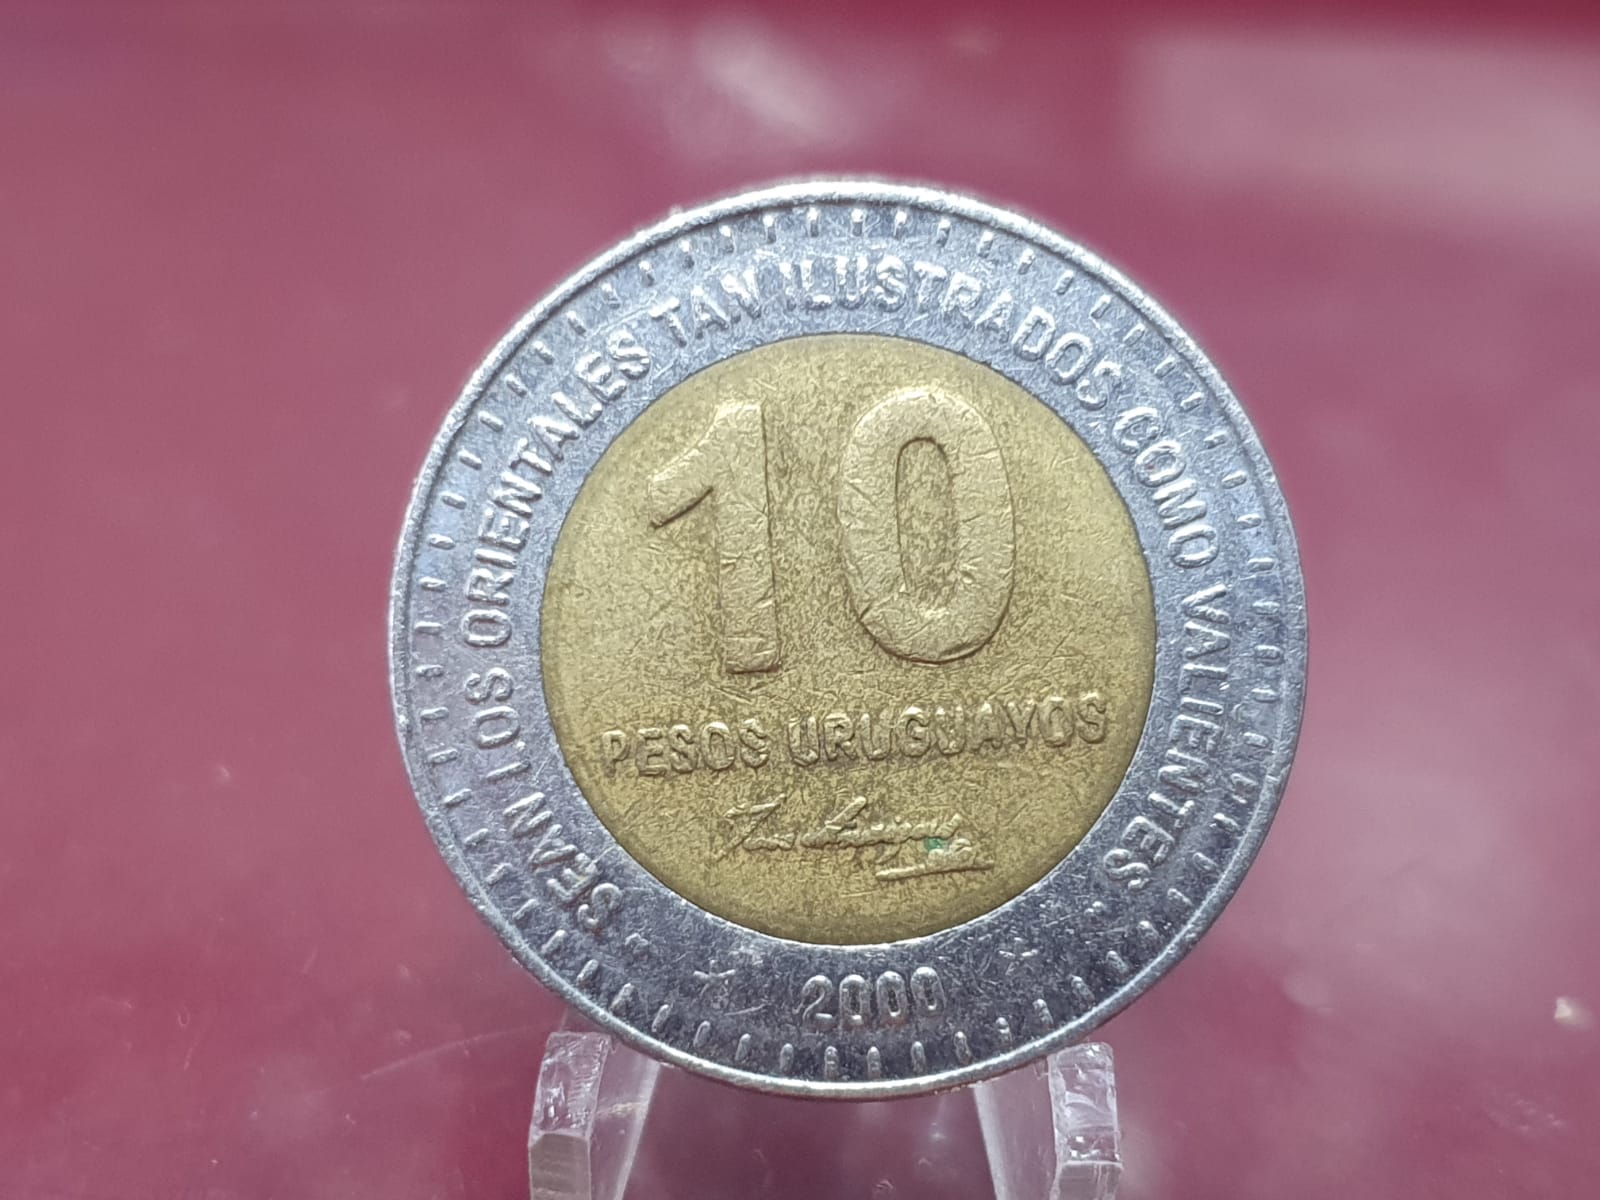 SEAN LOS ORIENTALES TAN ILUSTRADOS COMO VALIENTES
10
PESOS URUGUAYOS
2000